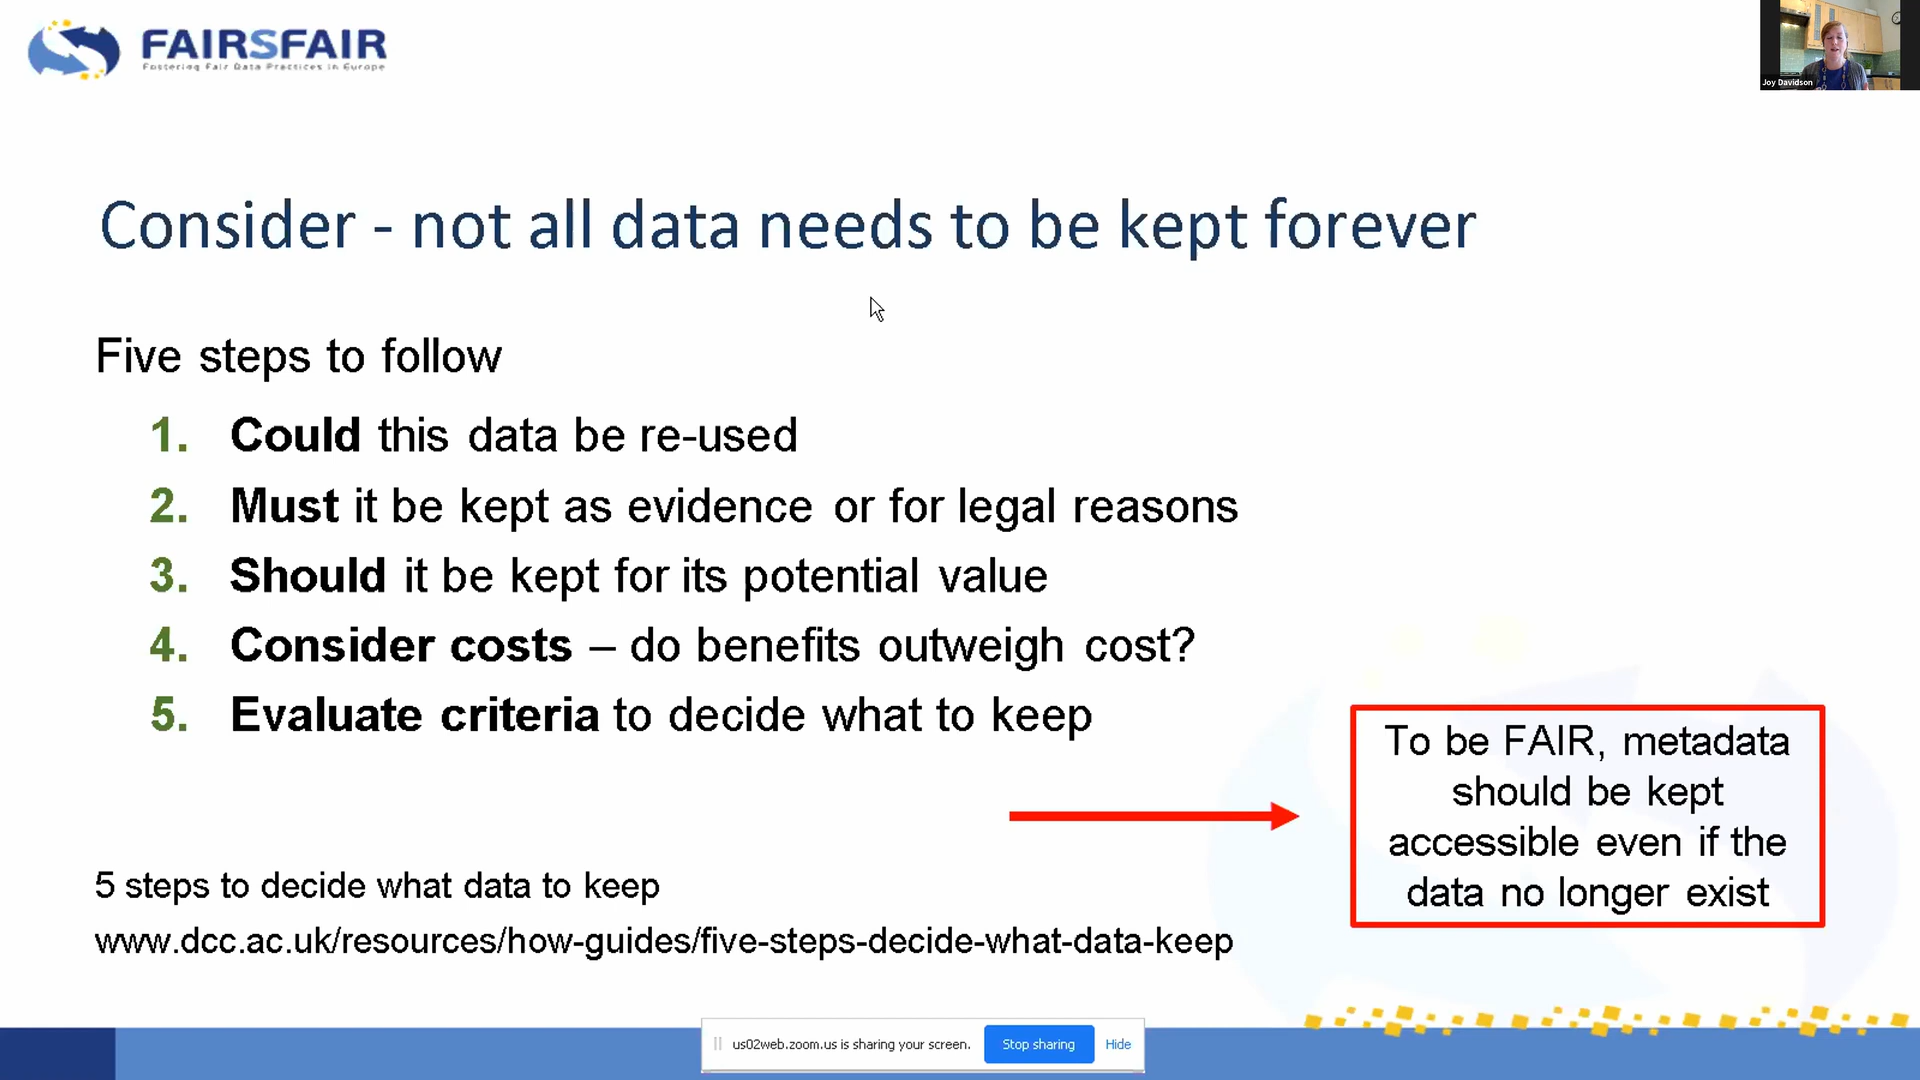 FAIRSFAIR
Fostering Fair Data Practices in Europe
Joy Davidson
Consider - not all data needs to be kept forever
Five steps to follow
1. Could this data be re-used
2. Must it be kept as evidence or for legal reasons
3. Should it be kept for its potential value
4. Consider costs – do benefits outweigh cost?
5. Evaluate criteria to decide what to keep
To be FAIR, metadata
should be kept
accessible even if the
data no longer exist
5 steps to decide what data to keep
www.dcc.ac.uk/resources/how-guides/five-steps-decide-what-data-keep
us02web.zoom.us is sharing your screen.
Stop sharing
Hide